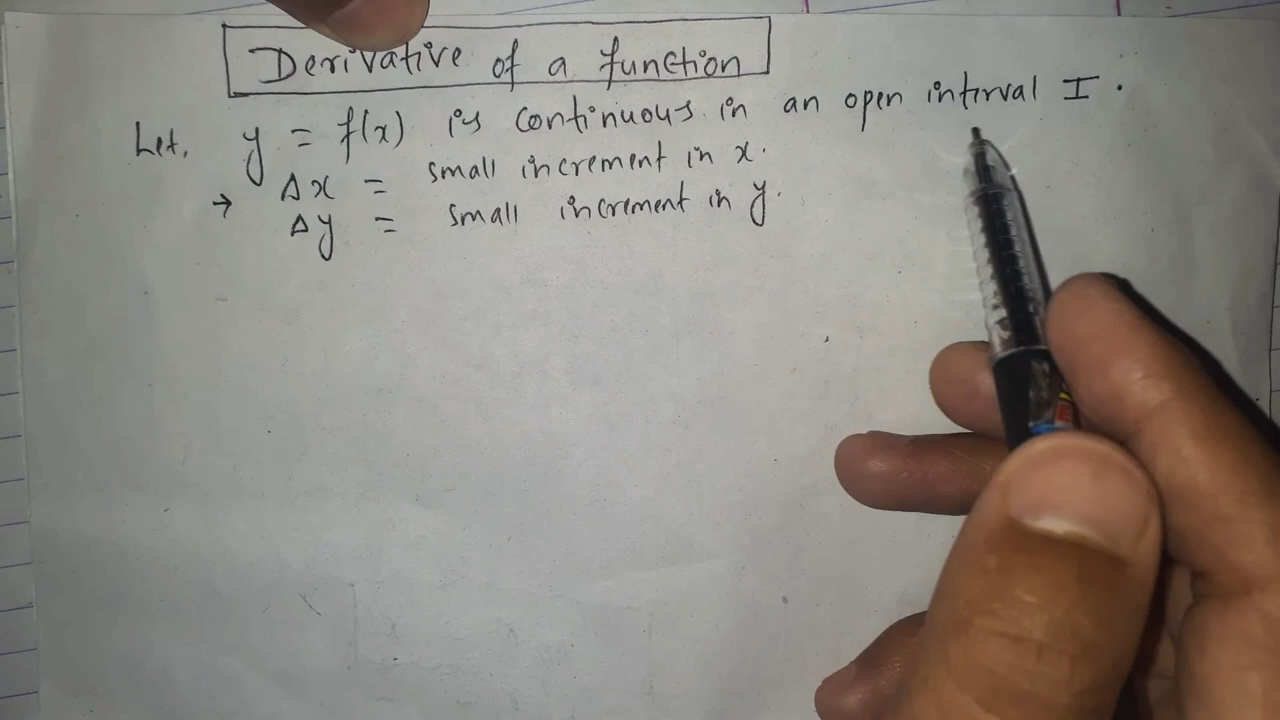 Derivative of a function
Let, y = f(x) is continuous in an open interval I.
→ Δx = small increment in x.
Δy = small increment in y.